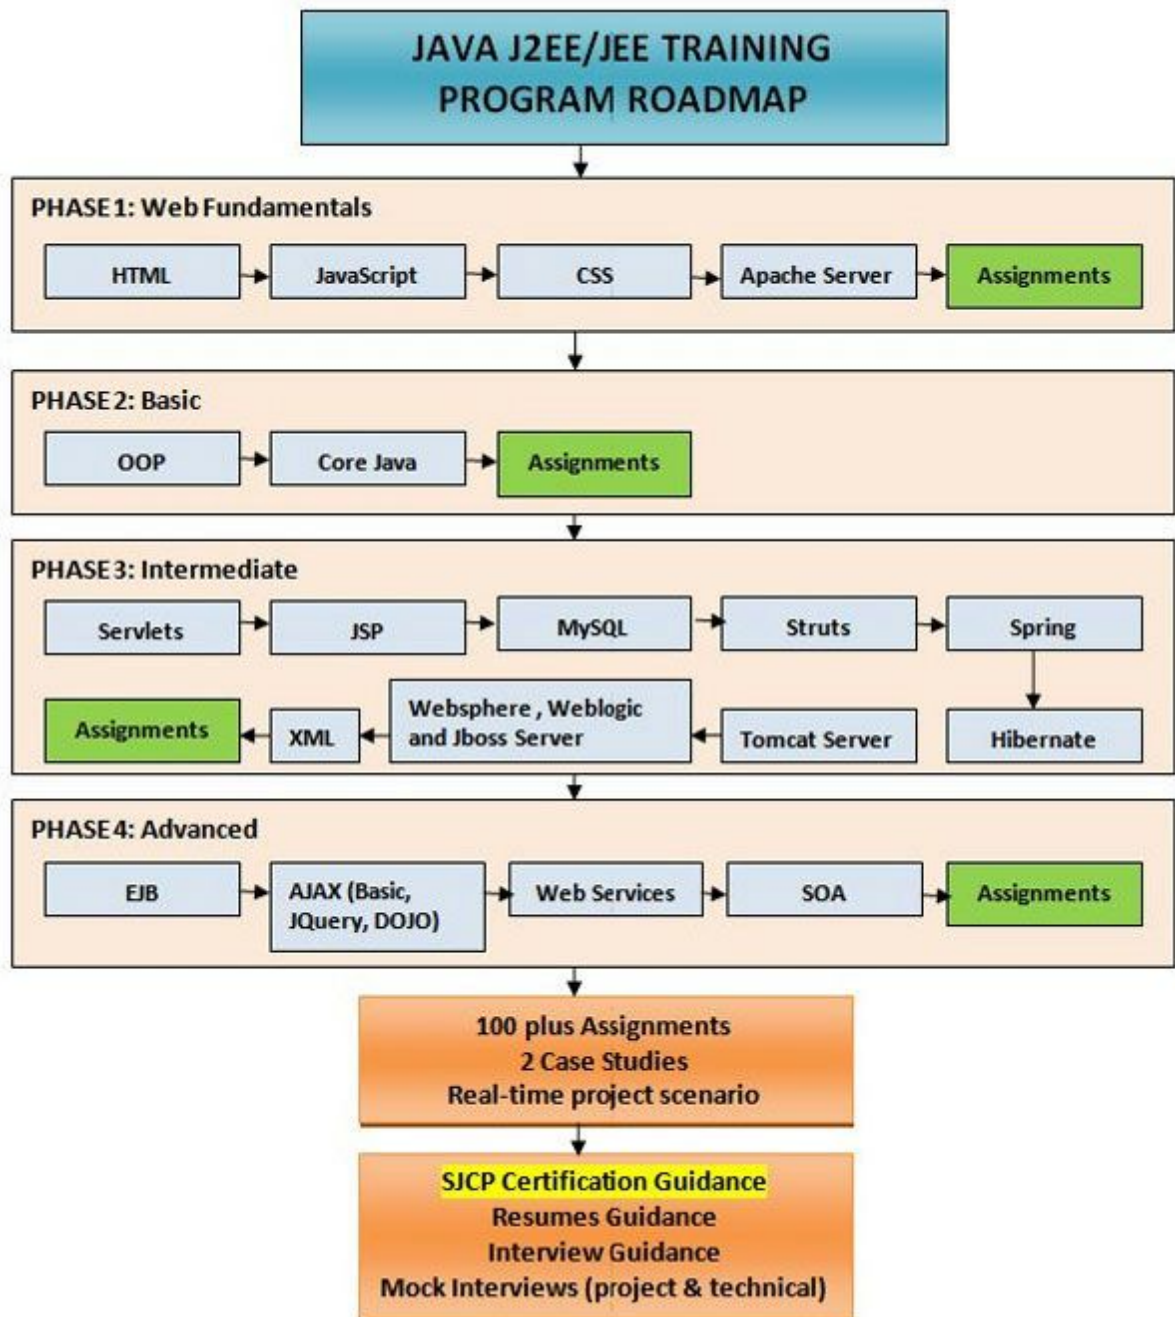 JAVA J2EE/JEE TRAINING
PROGRAM ROADMAP
PHASE 1: Web Fundamentals
HTML
JavaScript
CSS
Apache Server
Assignments
PHASE 2: Basic
OOP
Core Java
Assignments
PHASE 3: Intermediate
Servlets
JSP
MySQL
Struts
Spring
Hibernate
Tomcat Server
Websphere , Weblogic
and Jboss Server
XML
Assignments
PHASE 4: Advanced
EJB
AJAX (Basic,
JQuery, DOJO)
Web Services
SOA
Assignments
100 plus Assignments
2 Case Studies
Real-time project scenario
SJCP Certification Guidance
Resumes Guidance
Interview Guidance
Mock Interviews (project & technical)